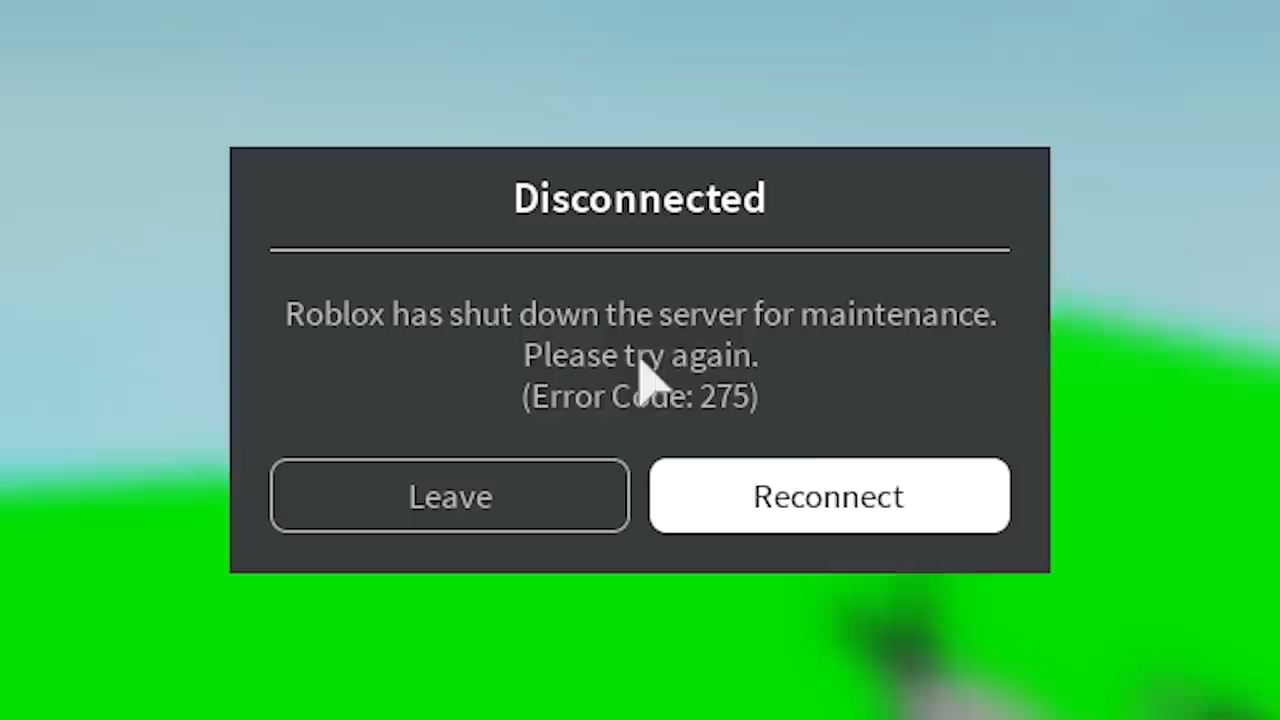 Disconnected
Roblox has shut down the server for maintenance.
Please try again.
(Error Code: 275)
Leave
Reconnect